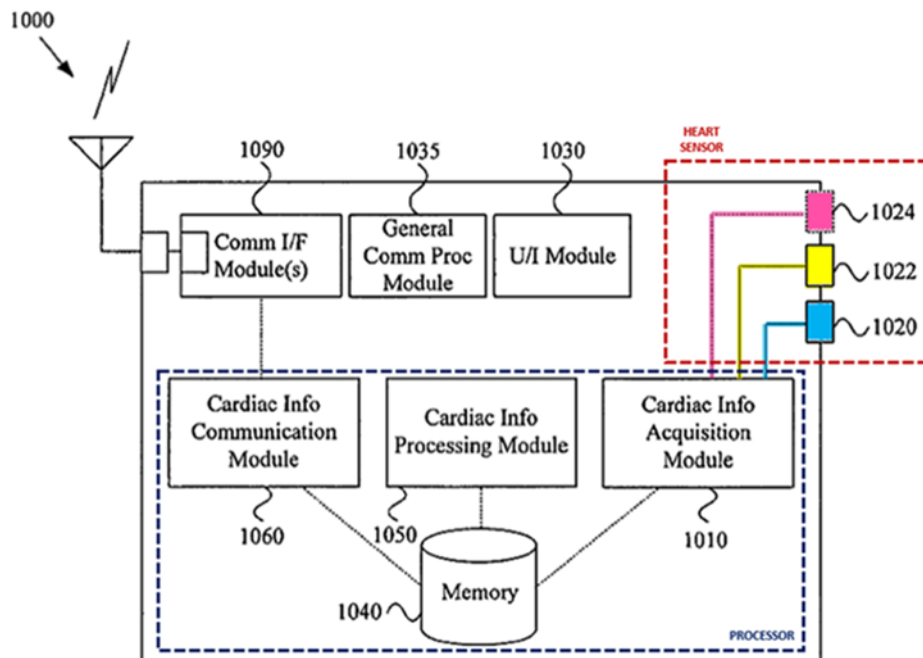 1000
HEART
SENSOR
1090
1035
1030
1024
Comm I/F
Module(s)
General
Comm Proc
Module
U/I Module
1022
1020
Cardiac Info
Communication
Module
Cardiac Info
Processing Module
Cardiac Info
Acquisition
Module
1060
1050
1010
Memory
1040
PROCESSOR